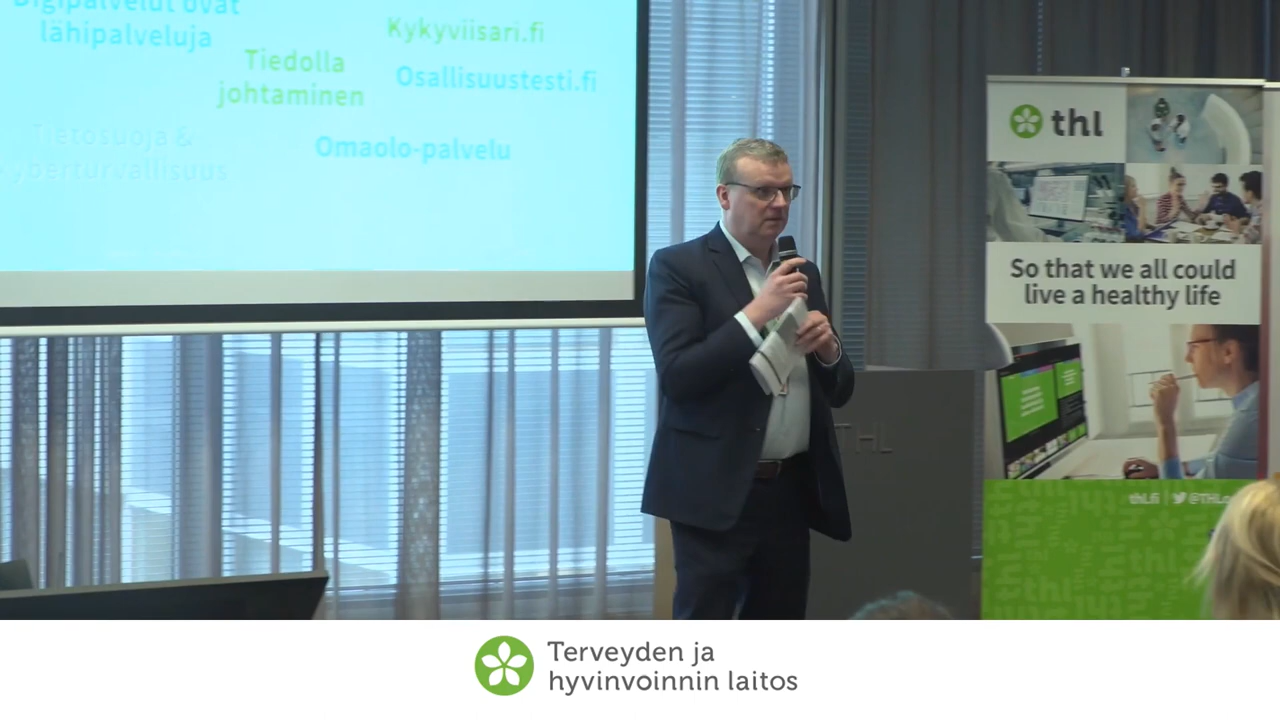 Digipalvelut ovat
lähipalveluja
Kykyviisari.fi
Tiedolla
johtaminen
Osallisuustesti.fi
Tietosuoja &
kyberturvallisuus
Omaolo-palvelu
thl
So that we all could
live a healthy life
THL
thl.fi
Terveyden ja
hyvinvoinnin laitos